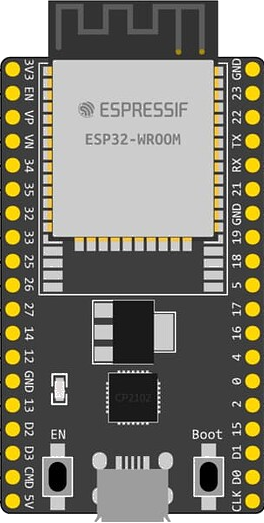 3V3
EN
VP
VN
34
35
32
33
25
26
27
14
12
GND
13
D2
D3
CMD
5V
ESPRESSIF
ESP32-WROOM
CP2102
EN
Boot
GND
23
22
TX
RX
21
GND
19
18
5
17
16
4
0
2
15
D1
D0
CLK